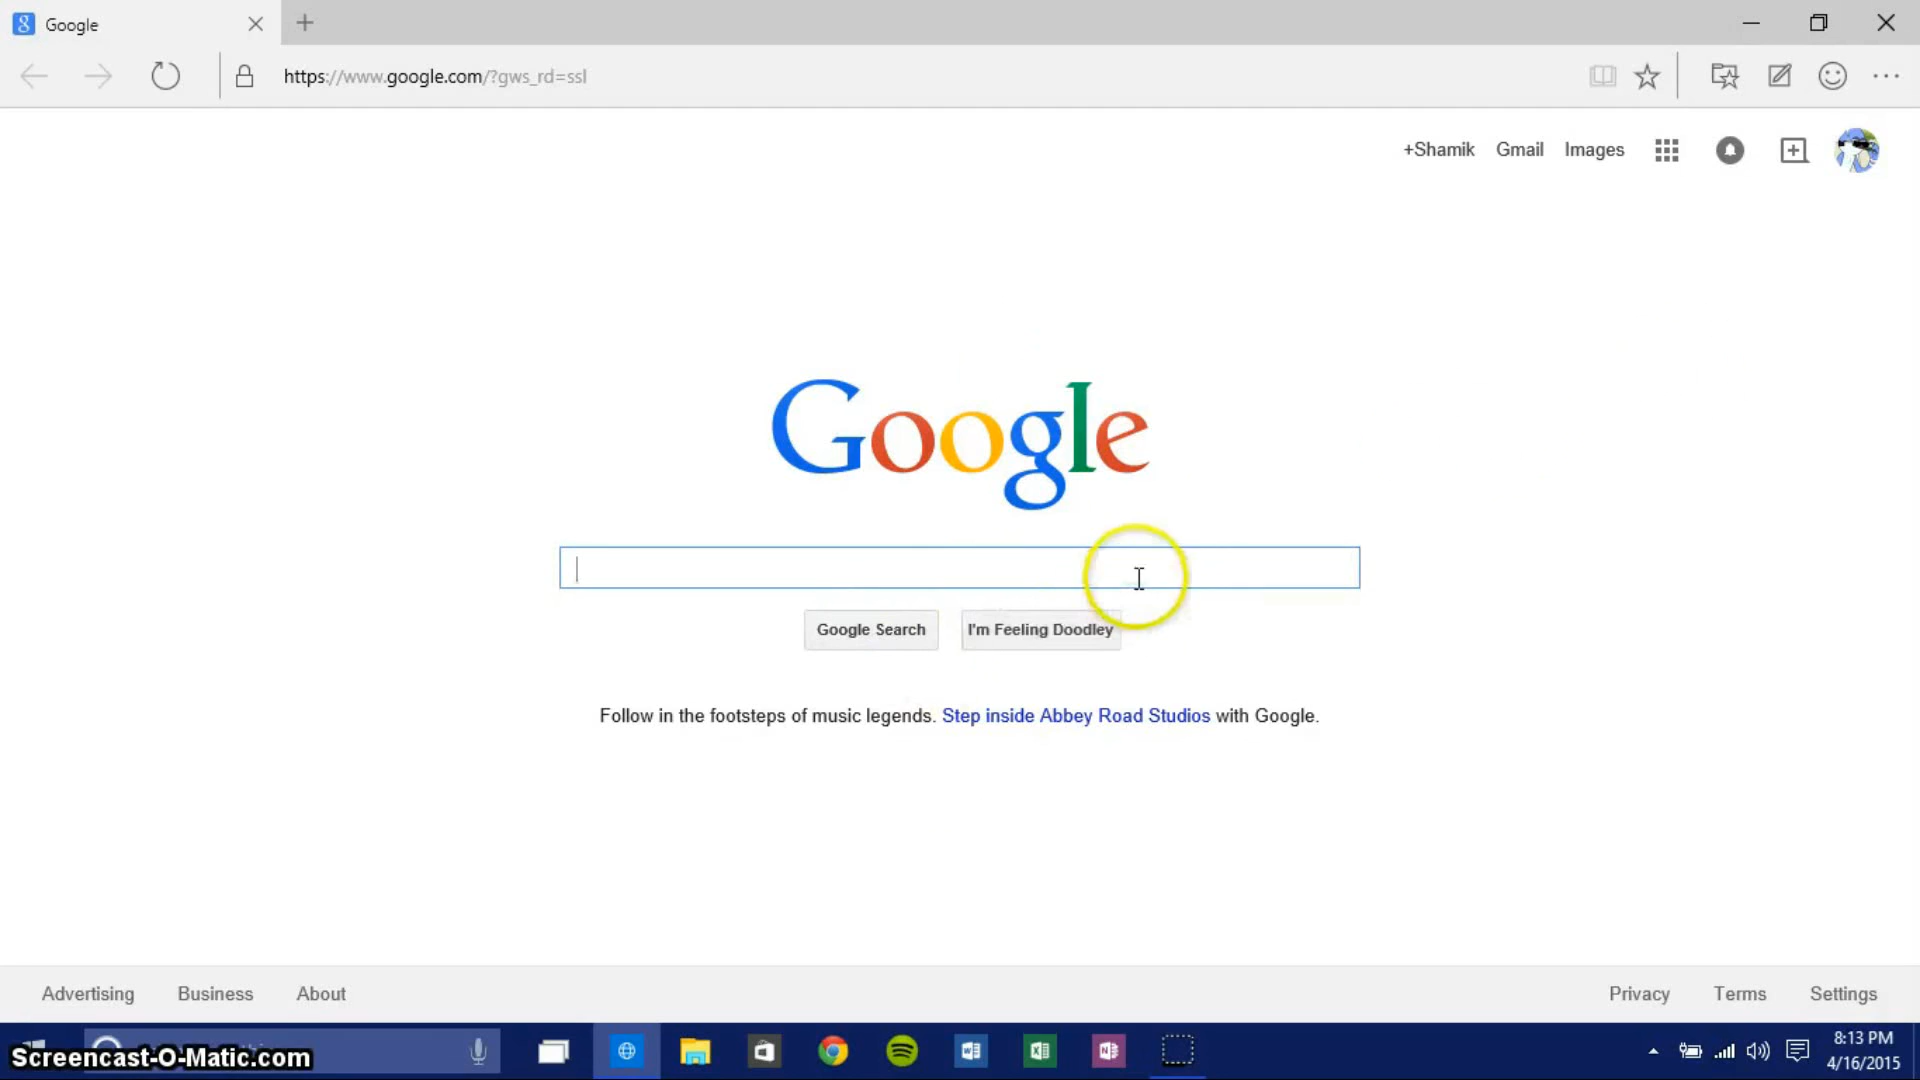 Google
https://www.google.com/?gws_rd=ssl
+Shamik Gmail Images
Google
Google Search I'm Feeling Doodley
Follow in the footsteps of music legends. Step inside Abbey Road Studios with Google.
Advertising Business About Privacy Terms Settings
Screencast-O-Matic.com
8:13 PM
4/16/2015